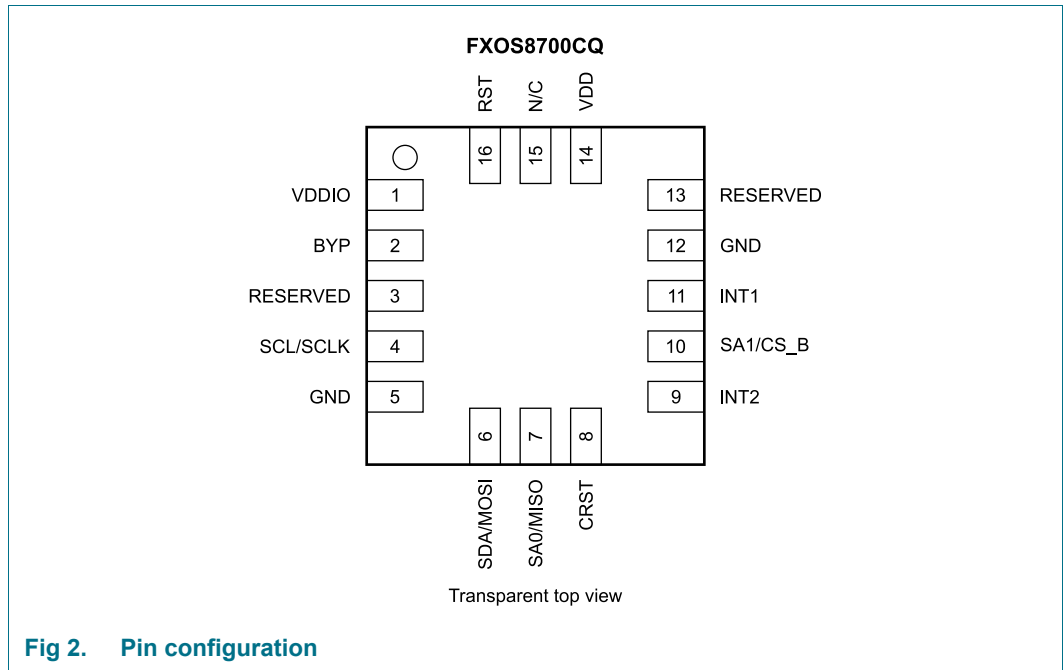 FXOS8700CQ
RST N/C VDD
16 15 14
VDDIO 1 13 RESERVED
BYP 2 12 GND
RESERVED 3 11 INT1
SCL/SCLK 4 10 SA1/CS_B
GND 5 9 INT2
6 7 8
SDA/MOSI SA0/MISO CRST
Transparent top view
Fig 2. Pin configuration